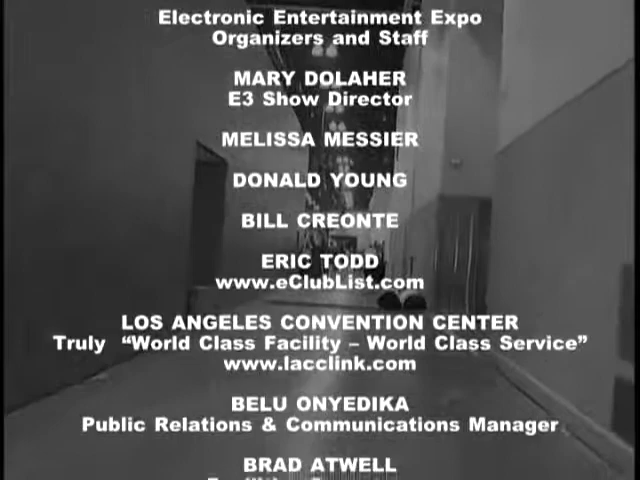 Electronic Entertainment Expo
Organizers and Staff
MARY DOLAHER
E3 Show Director
MELISSA MESSIER
DONALD YOUNG
BILL CREONTE
ERIC TODD
www.eClubList.com
LOS ANGELES CONVENTION CENTER
Truly “World Class Facility – World Class Service”
www.lacclink.com
BELU ONYEDIKA
Public Relations & Communications Manager
BRAD ATWELL